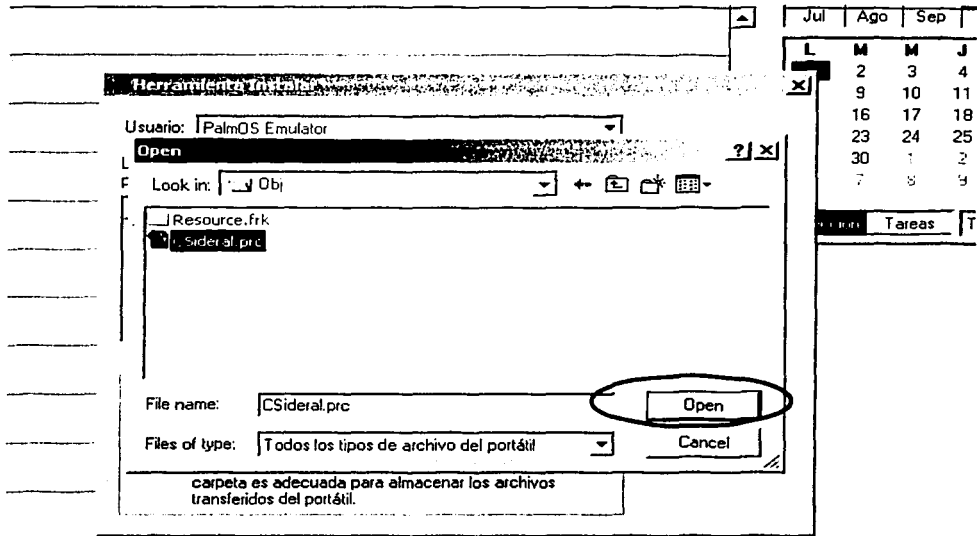 Jul Ago Sep
L M M J
2 3 4
9 10 11
16 17 18
23 24 25
30 1 2
7 8 9
Herramienta Instalar
Usuario: PalmOS Emulator
Open
Look in: Obj
Resource.frk
CSideral.prc
Tareas
File name: CSideral.prc
Open
Files of type: Todos los tipos de archivo del portátil
Cancel
carpeta es adecuada para almacenar los archivos
transferidos del portátil.